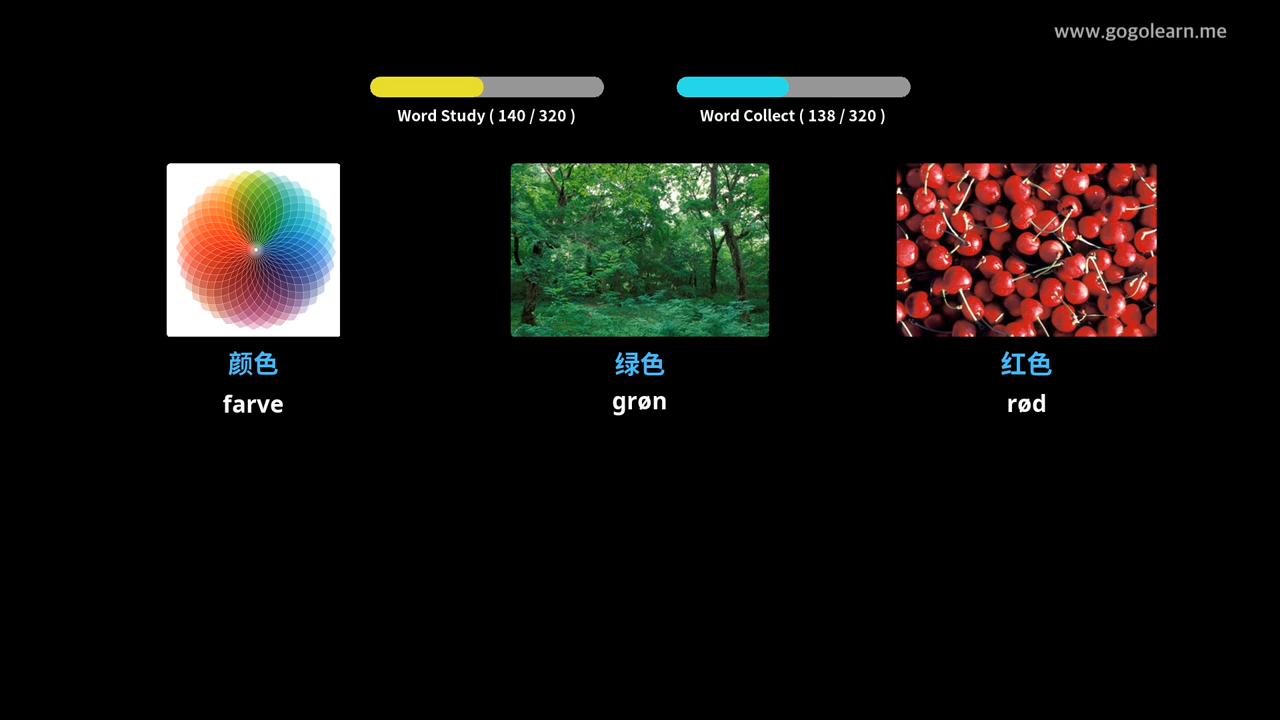 www.gogolearn.me
Word Study ( 140 / 320 )
Word Collect ( 138 / 320 )
颜色
绿色
红色
farve
grøn
rød